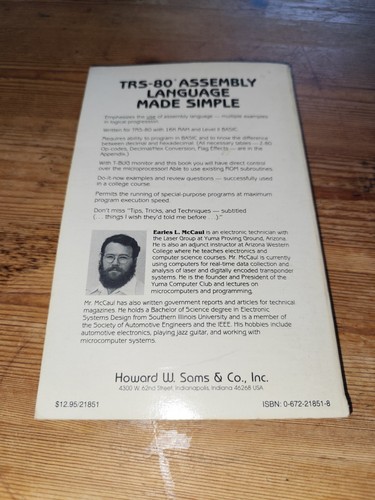 TRS-80 ASSEMBLY
LANGUAGE
MADE SIMPLE
Emphasizes the use of assembly language — multiple examples
in logical progression.
Written for TRS-80 with 16K RAM and Level II BASIC.
Requires ability to program in BASIC and to know the difference
between decimal and hexadecimal. (All necessary tables — Z-80
Op-codes, Decimal/Hex Conversion, Flag Effects — are in the
Appendix.)
With T-BUG monitor and this book you will have direct control
over the microprocessor! Able to use existing ROM subroutines.
Do-it-now examples and review questions — successfully used
in a college course.
Permits the running of special-purpose programs at maximum
program execution speed.
Don't miss "Tips, Tricks, and Techniques — subtitled
(. . . things I wish they'd told me before . . .)"
Earles L. McCaul is an electronic technician with
the Laser Group at Yuma Proving Ground, Arizona.
He is also an adjunct instructor at Arizona Western
College where he teaches electronics and
computer science courses. Mr. McCaul is currently
using computers for real-time data collection and
analysis of laser and digitally encoded transponder
systems. He is the founder and President of the
Yuma Computer Club and lectures on
microcomputers and programming.
Mr. McCaul has also written government reports and articles for technical
magazines. He holds a Bachelor of Science degree in Electronic
Systems Design from Southern Illinois University and is a member of
the Society of Automotive Engineers and the IEEE. His hobbies include
automotive electronics, playing jazz guitar, and working with
microcomputer systems.
Howard W. Sams & Co., Inc.
4300 W. 62nd Street, Indianapolis, Indiana 46268 USA
$12.95/21851
ISBN: 0-672-21851-8